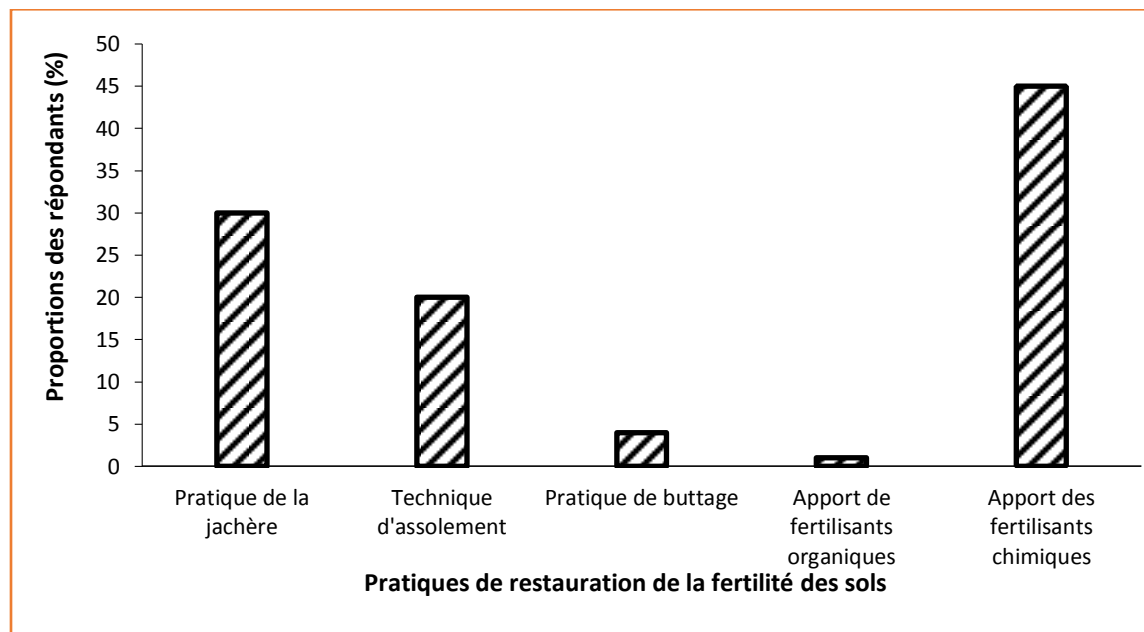 Proportions des répondants (%)
50
45
40
35
30
25
20
15
10
5
0
Pratique de la
jachère
Technique
d'assolement
Pratique de buttage
Apport de
fertilisants
organiques
Apport des
fertilisants
chimiques
Pratiques de restauration de la fertilité des sols